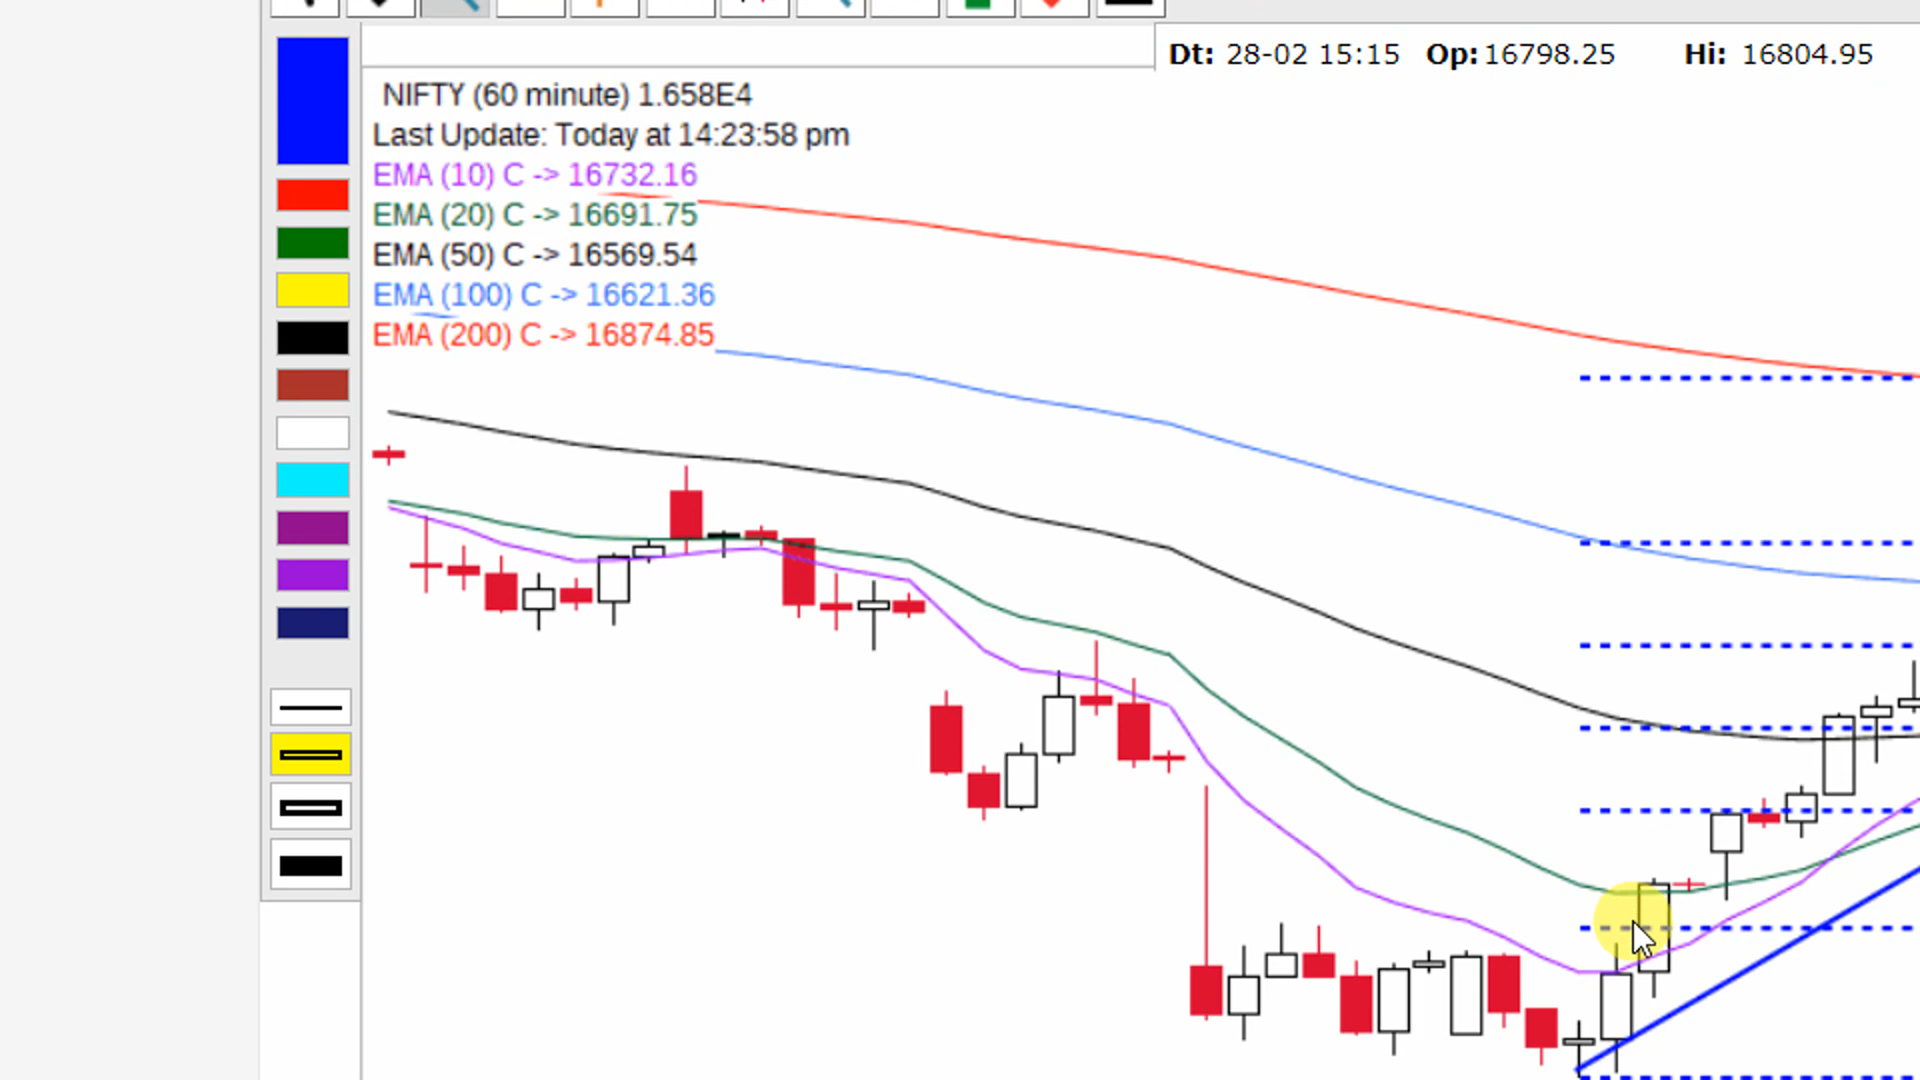 Dt: 28-02 15:15 Op: 16798.25 Hi: 16804.95
NIFTY (60 minute) 1.658E4
Last Update: Today at 14:23:58 pm
EMA (10) C -> 16732.16
EMA (20) C -> 16691.75
EMA (50) C -> 16569.54
EMA (100) C -> 16621.36
EMA (200) C -> 16874.85